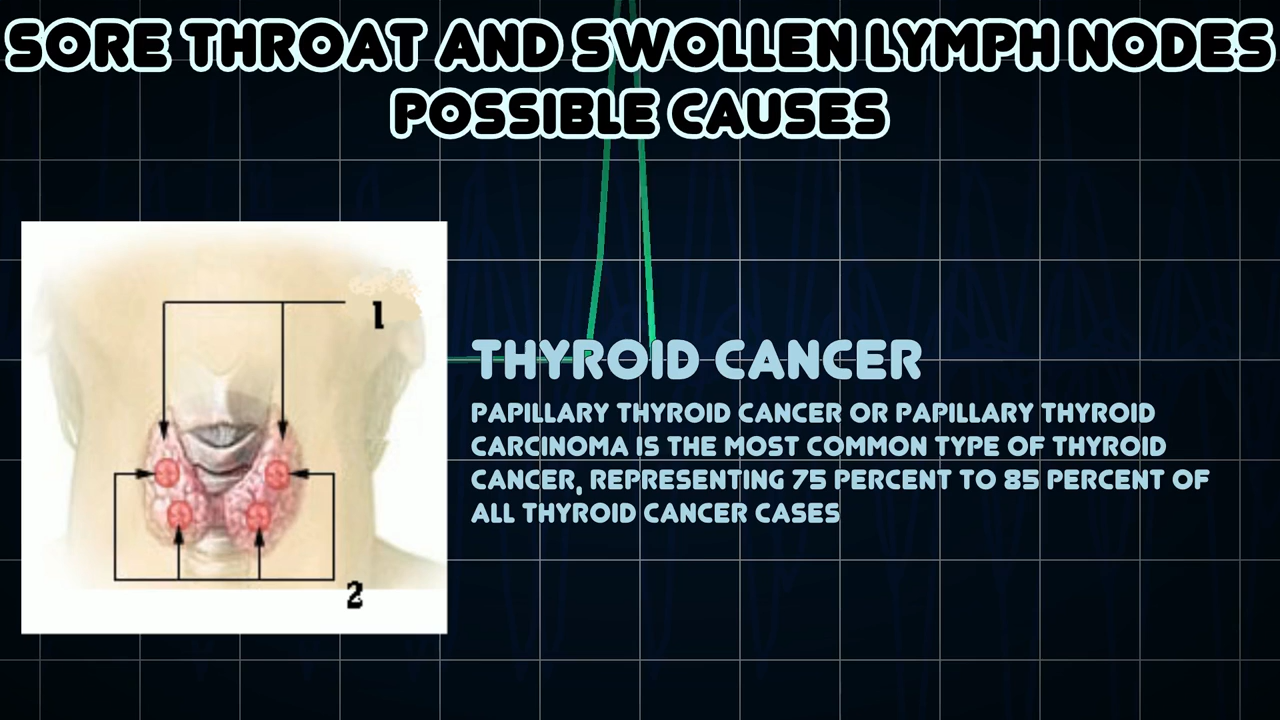 SORE THROAT AND SWOLLEN LYMPH NODES
POSSIBLE CAUSES
1
2
THYROID CANCER
PAPILLARY THYROID CANCER OR PAPILLARY THYROID
CARCINOMA IS THE MOST COMMON TYPE OF THYROID
CANCER, REPRESENTING 75 PERCENT TO 85 PERCENT OF
ALL THYROID CANCER CASES